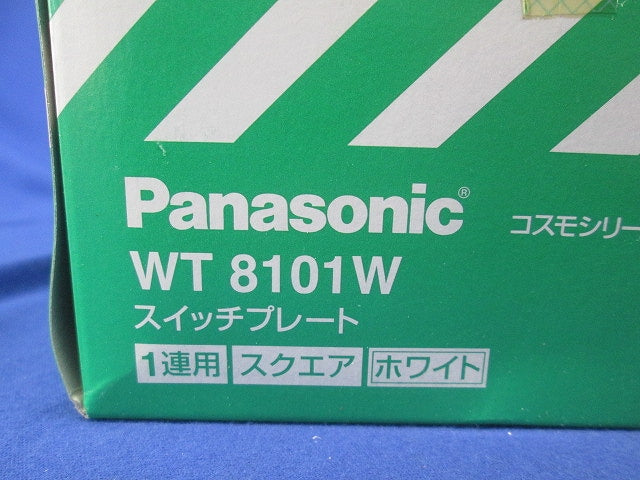 Panasonic®
コスモシリー
WT 8101W
スイッチプレート
1連用 スクエア ホワイト